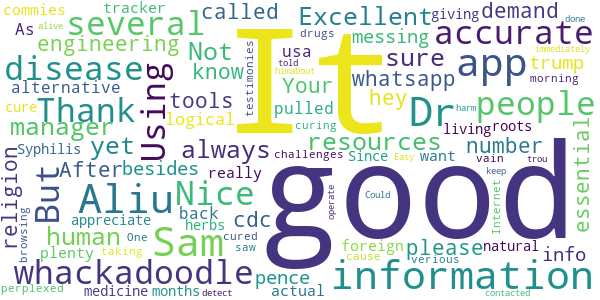 commies
alive
tracker
As
several
called
Excellent
messing
giving
demand
or
done
immediately
engineering
Not
It
accurate
disease
know
usa
hey
sure
app
trump
alternative
drugs
told
himabout
whatsapp
morning
Thank
Using
tools
testimonies
pulled
Your
Dr
people
cure
logical
curing
manager
yet
always
resources
living
roots
harm
Syphilis
After
besides
challenges
Since
want
number
vain
trou
essential
religion
But
Aliu
really
Nice
good
Easy
keep
browsing
human
appreciate
back
cdc
Could
please
Internet
natural
plenty
One
herbs
cured
saw
foreign
operate
info
Sam
whackadoodle
pence
cause
verious
information
perplexed
taking
medicine
months
detect
actual
contacted